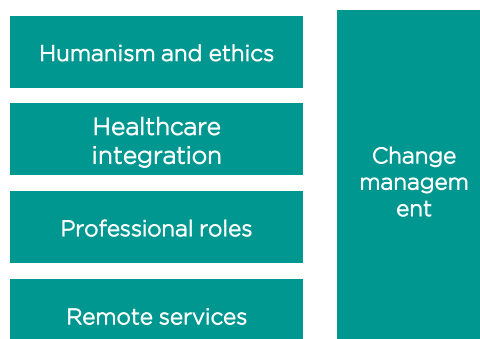 Humanism and ethics
Healthcare
integration
Professional roles
Remote services
Change
managem
ent